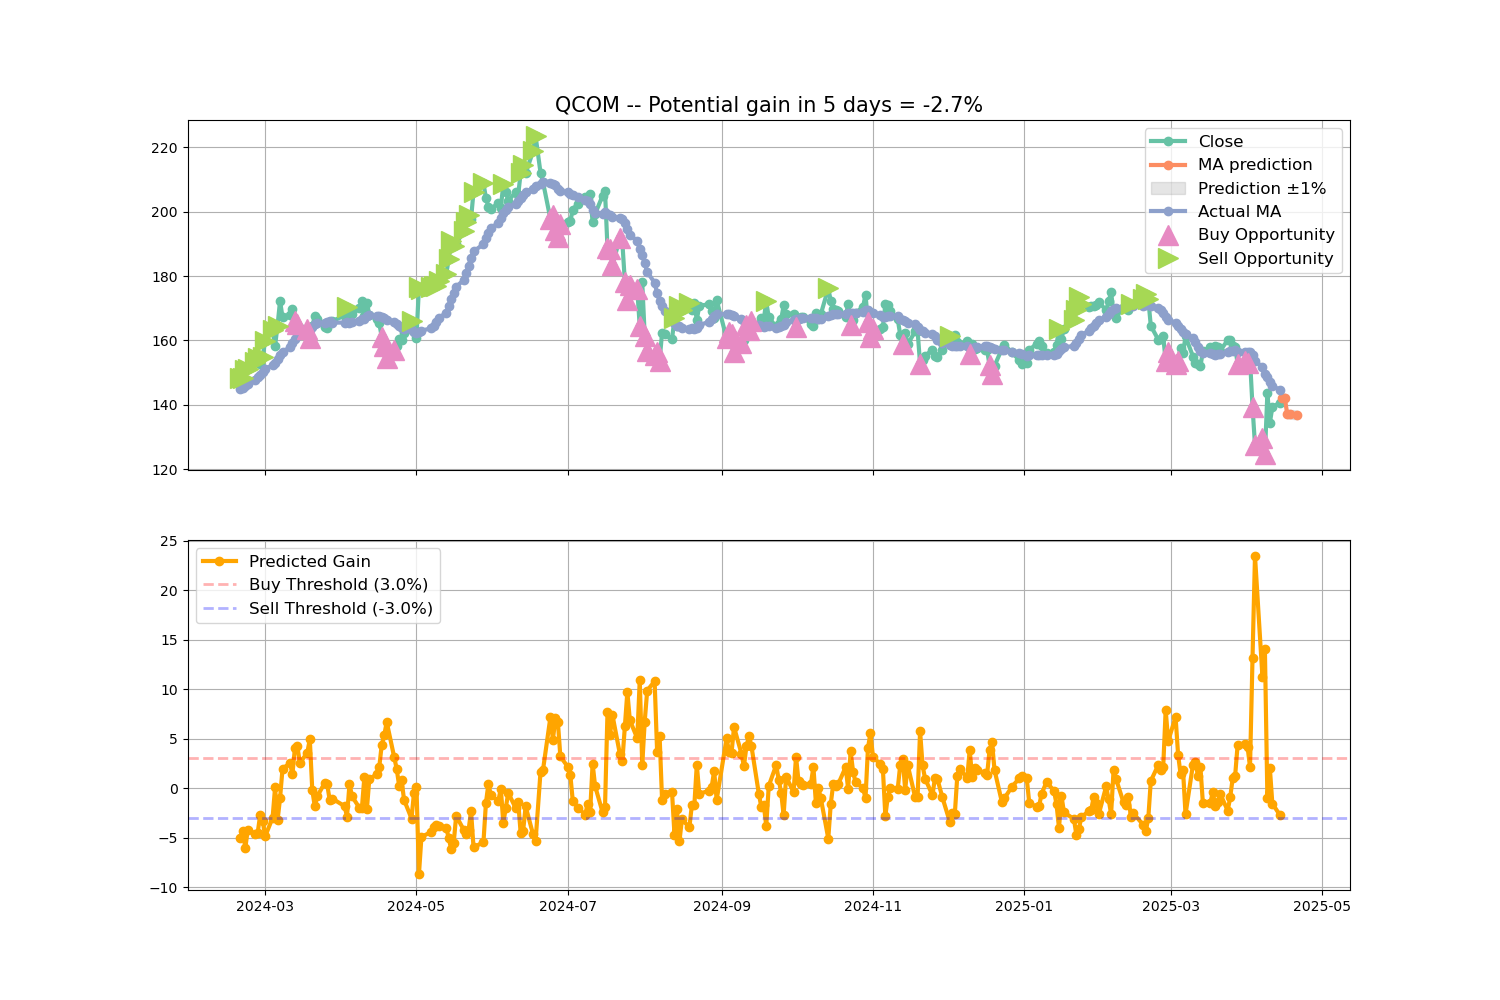 QCOM -- Potential gain in 5 days = -2.7%
220
200
180
160
140
120
Close
MA prediction
Prediction ±1%
Actual MA
Buy Opportunity
Sell Opportunity
25
20
15
10
5
0
−5
−10
Predicted Gain
Buy Threshold (3.0%)
Sell Threshold (-3.0%)
2024-03
2024-05
2024-07
2024-09
2024-11
2025-01
2025-03
2025-05